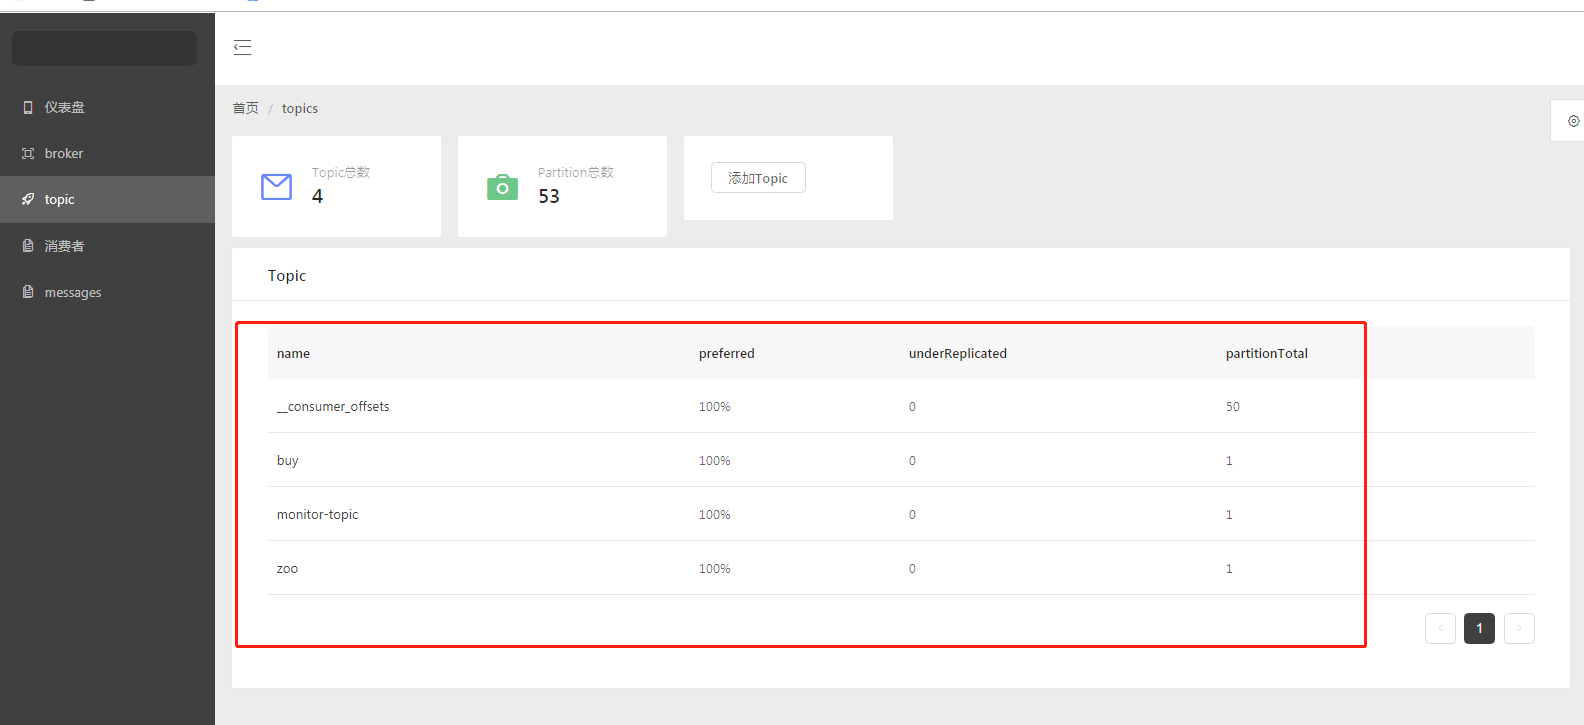 仪表盘
broker
topic
消费者
messages
首页 / topics
Topic总数
4
Partition总数
53
添加Topic
Topic
name preferred underReplicated partitionTotal
__consumer_offsets 100% 0 50
buy 100% 0 1
monitor-topic 100% 0 1
zoo 100% 0 1
< 1 >